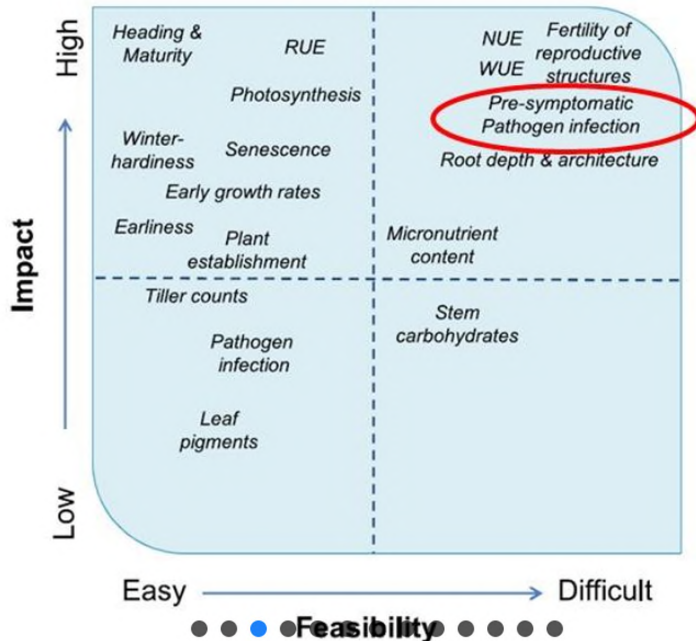 High
Heading &
Maturity
RUE
NUE
WUE
Fertility of
reproductive
structures
Photosynthesis
Pre-symptomatic
Pathogen infection
Winter-
hardiness
Senescence
Root depth & architecture
Early growth rates
Earliness
Plant
establishment
Micronutrient
content
Impact
Tiller counts
Stem
carbohydrates
Pathogen
infection
Leaf
pigments
Low
Easy
Difficult
Feasibility